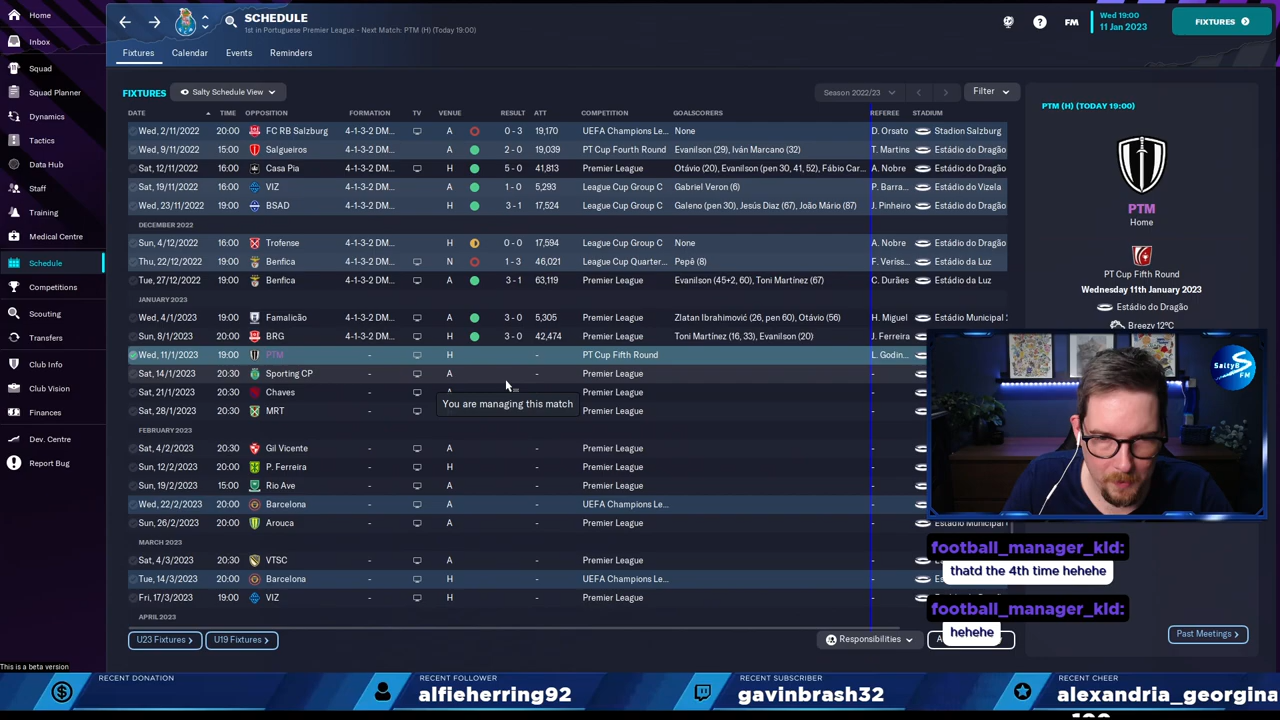 Home
Inbox
Squad
Squad Planner
Dynamics
Tactics
Data Hub
Staff
Training
Medical Centre
Schedule
Competitions
Scouting
Transfers
Club Info
Club Vision
Finances
Dev. Centre
Report Bug
This is a beta version
SCHEDULE
1st in Portuguese Premier League - Next Match: PTM (H) (Today 19:00)
FM
Wed 19:00
11 Jan 2023
FIXTURES
Fixtures Calendar Events Reminders
FIXTURES Salty Schedule View Season 2022/23 Filter
DATE TIME OPPOSITION FORMATION TV VENUE RESULT ATT COMPETITION GOALSCORERS REFEREE STADIUM
Wed, 2/11/2022 20:00 FC RB Salzburg 4-1-3-2 DM... A 0 - 3 19,170 UEFA Champions Le... None D. Orsato Stadion Salzburg
Wed, 9/11/2022 15:00 Salgueiros 4-1-3-2 DM... A 2 - 0 19,039 PT Cup Fourth Round Evanilson (29), Iván Marcano (32) T. Martins Estádio do Dragão
Sat, 12/11/2022 16:00 Casa Pia 4-1-3-2 DM... H 5 - 0 41,813 Premier League Otávio (20), Evanilson (pen 30, 41, 52), Fábio Car... A. Nobre Estádio do Dragão
Sat, 19/11/2022 16:00 VIZ 4-1-3-2 DM... A 1 - 0 5,293 League Cup Group C Gabriel Veron (6) P. Barra... Estádio do Vizela
Wed, 23/11/2022 19:00 BSAD 4-1-3-2 DM... H 3 - 1 17,524 League Cup Group C Galeno (pen 30), Jesús Díaz (67), João Mário (87) J. Pinheiro Estádio do Dragão
DECEMBER 2022
Sun, 4/12/2022 16:00 Trofense 4-1-3-2 DM... H 0 - 0 17,594 League Cup Group C None A. Nobre Estádio do Dragão
Thu, 22/12/2022 19:00 Benfica 4-1-3-2 DM... N 1 - 3 46,021 League Cup Quarter... Pepê (8) F. Veríss... Estádio da Luz
Tue, 27/12/2022 19:00 Benfica 4-1-3-2 DM... A 3 - 1 63,119 Premier League Evanilson (45+2, 60), Toni Martínez (67) C. Durães Estádio da Luz
JANUARY 2023
Wed, 4/1/2023 19:00 Famalicão 4-1-3-2 DM... A 3 - 0 5,305 Premier League Zlatan Ibrahimović (26, pen 60), Otávio (56) H. Miguel Estádio Municipal
Sun, 8/1/2023 19:00 BRG 4-1-3-2 DM... H 3 - 0 42,474 Premier League Toni Martínez (16, 33), Evanilson (20) J. Ferreira
Wed, 11/1/2023 19:00 PTM - H - PT Cup Fifth Round L. Godin...
Sat, 14/1/2023 20:30 Sporting CP - A - Premier League -
Sat, 21/1/2023 20:30 Chaves - Premier League -
Sat, 28/1/2023 20:30 MRT - Premier League -
You are managing this match
FEBRUARY 2023
Sat, 4/2/2023 20:30 Gil Vicente - A - Premier League -
Sun, 12/2/2023 20:00 P. Ferreira - H - Premier League -
Sun, 19/2/2023 15:00 Rio Ave - A - Premier League -
Wed, 22/2/2023 20:00 Barcelona - A - UEFA Champions Le... -
Sun, 26/2/2023 20:00 Arouca - A - Premier League - Estádio Municipal
MARCH 2023
Sat, 4/3/2023 20:30 VTSC - A - Premier League -
Tue, 14/3/2023 20:00 Barcelona - H - UEFA Champions Le... -
Fri, 17/3/2023 19:00 VIZ - H - Premier League -
APRIL 2023
U23 Fixtures U19 Fixtures Responsibilities
PTM (H) (TODAY 19:00)
PTM
Home
PT Cup Fifth Round
Wednesday 11th January 2023
Estádio do Dragão
Breezy 12°C
Past Meetings
football_manager_kld:
thatd the 4th time hehehe
football_manager_kld:
hehehe
RECENT DONATION
RECENT FOLLOWER
alfieherring92
RECENT SUBSCRIBER
gavinbrash32
RECENT CHEER
alexandria_georgina